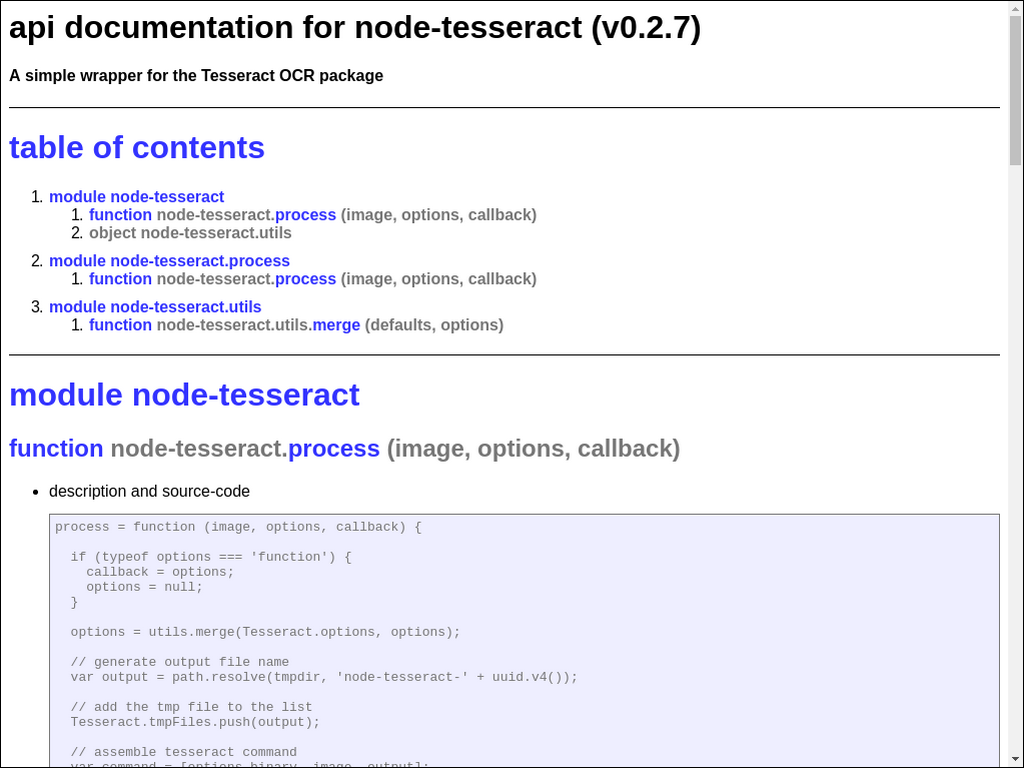 api documentation for node-tesseract (v0.2.7)
A simple wrapper for the Tesseract OCR package
table of contents
1. module node-tesseract
1. function node-tesseract.process (image, options, callback)
2. object node-tesseract.utils
2. module node-tesseract.process
1. function node-tesseract.process (image, options, callback)
3. module node-tesseract.utils
1. function node-tesseract.utils.merge (defaults, options)
module node-tesseract
function node-tesseract.process (image, options, callback)
• description and source-code
process = function (image, options, callback) {
if (typeof options === 'function') {
callback = options;
options = null;
}
options = utils.merge(Tesseract.options, options);
// generate output file name
var output = path.resolve(tmpdir, 'node-tesseract-' + uuid.v4());
// add the tmp file to the list
Tesseract.tmpFiles.push(output);
// assemble tesseract command
var command = [options.binary, image, output];